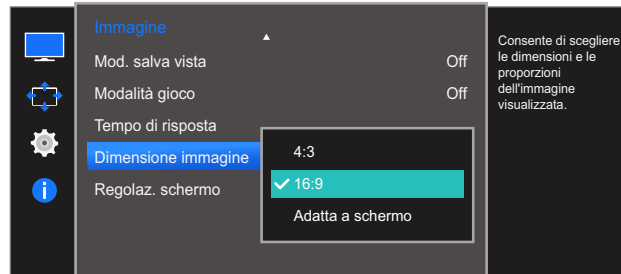 Immagine
Mod. salva vista Off
Modalità gioco Off
Tempo di risposta
Dimensione immagine
Regolaz. schermo
4:3
16:9
Adatta a schermo
Consente di scegliere
le dimensioni e le
proporzioni
dell'immagine
visualizzata.